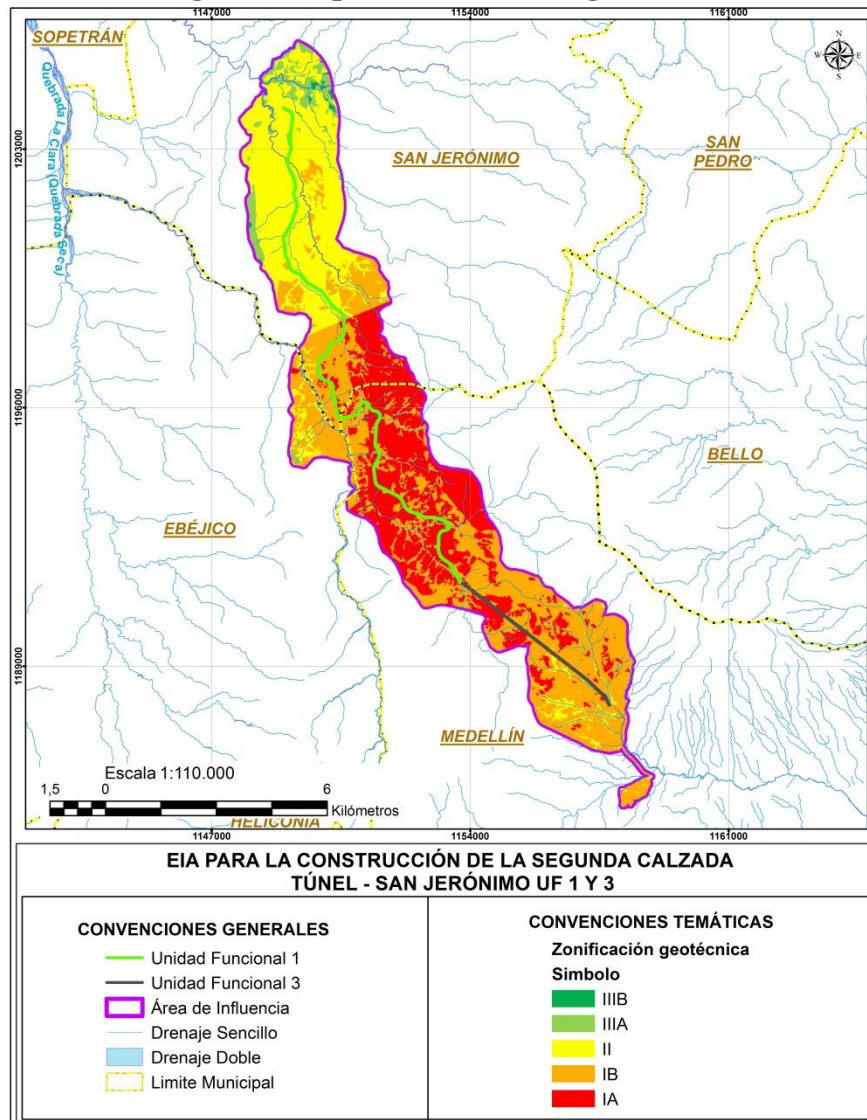 1147000 1154000 1161000
SOPETRÁN
N
W E
S
Quebrada La Clara (Quebrada Seca)
1203000 1203000
SAN JERÓNIMO
SAN
PEDRO
1196000 1196000
BELLO
EBÉJICO
1189000 1189000
MEDELLÍN
Escala 1:110.000
1,5 0 6
Kilómetros
HELICONIA
1147000 1154000 1161000
EIA PARA LA CONSTRUCCIÓN DE LA SEGUNDA CALZADA
TÚNEL - SAN JERÓNIMO UF 1 Y 3
CONVENCIONES GENERALES
Unidad Funcional 1
Unidad Funcional 3
Área de Influencia
Drenaje Sencillo
Drenaje Doble
Limite Municipal
CONVENCIONES TEMÁTICAS
Zonificación geotécnica
Simbolo
IIIB
IIIA
II
IB
IA